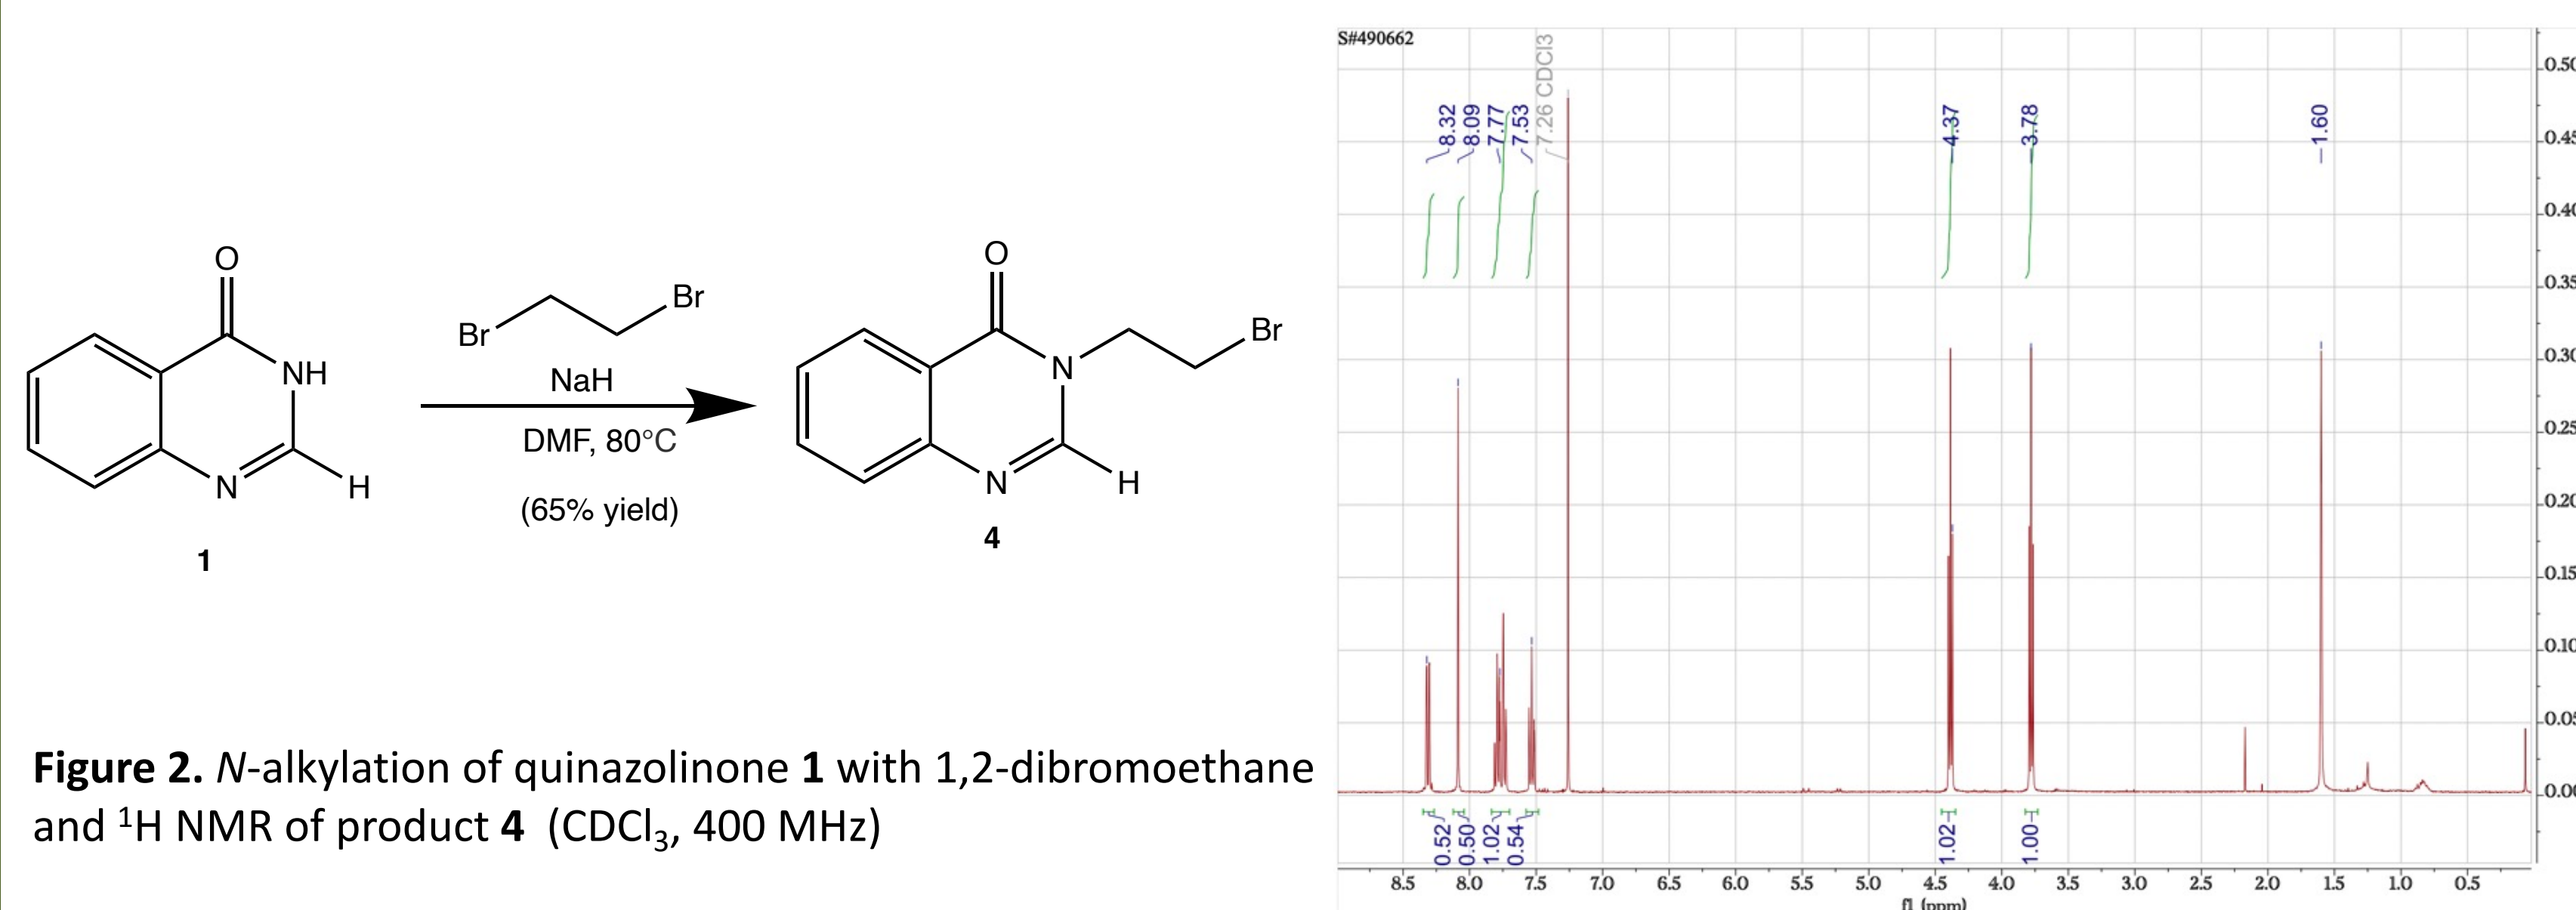 O
NH
N
H
1
Br
Br
NaH
DMF, 80°C
(65% yield)
O
N
Br
N
H
4
Figure 2. N-alkylation of quinazolinone 1 with 1,2-dibromoethane
and ¹H NMR of product 4 (CDCl₃, 400 MHz)
S#490662
8.32
8.09
7.77
7.53
7.26 CDCl3
4.37
3.78
1.60
0.50
0.45
0.40
0.35
0.30
0.25
0.20
0.15
0.10
0.05
0.00
0.52
0.50
1.02
0.54
1.02
1.00
8.5 8.0 7.5 7.0 6.5 6.0 5.5 5.0 4.5 4.0 3.5 3.0 2.5 2.0 1.5 1.0 0.5
f1 (ppm)